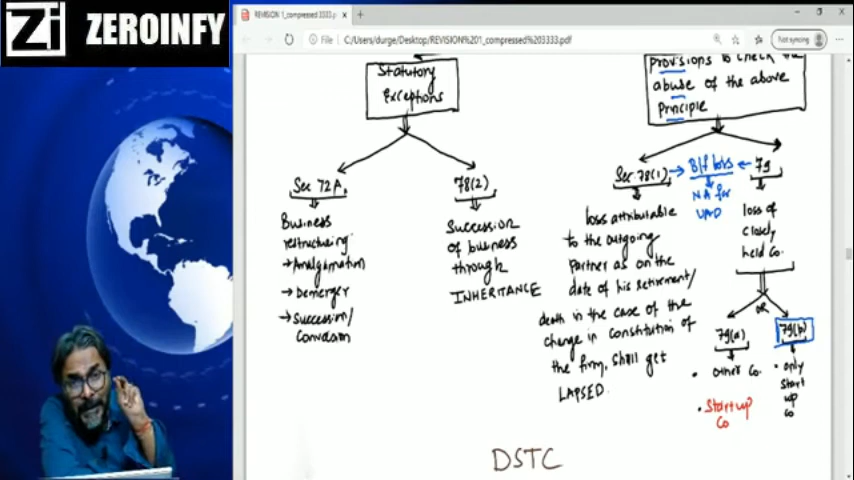 Zi ZEROINFY
REVISION 1_compressed 3333.p
File
C:/Users/durge/Desktop/REVISION%201_compressed%203333.pdf
Not syncing
Statutory
Exceptions
Sec 72A
Business
restructuring
→ Amalgamation
→ Demerger
→ Succession/
Conversion
78(2)
Succession
of business
through
INHERITANCE
provisions to check the
abuse of the above
Principle
Sec. 78(1) → B/f loss ← 79
NA for
UAD
loss attributable
to the outgoing
Partner as on the
date of his retirement/
death in the case of the
change in constitution of
the firm, shall get
LAPSED.
loss of
closely
held Co.
OR
79(a)
• other Co.
• Start up
Co
79(b)
• only
Start
up
Co
DSTC